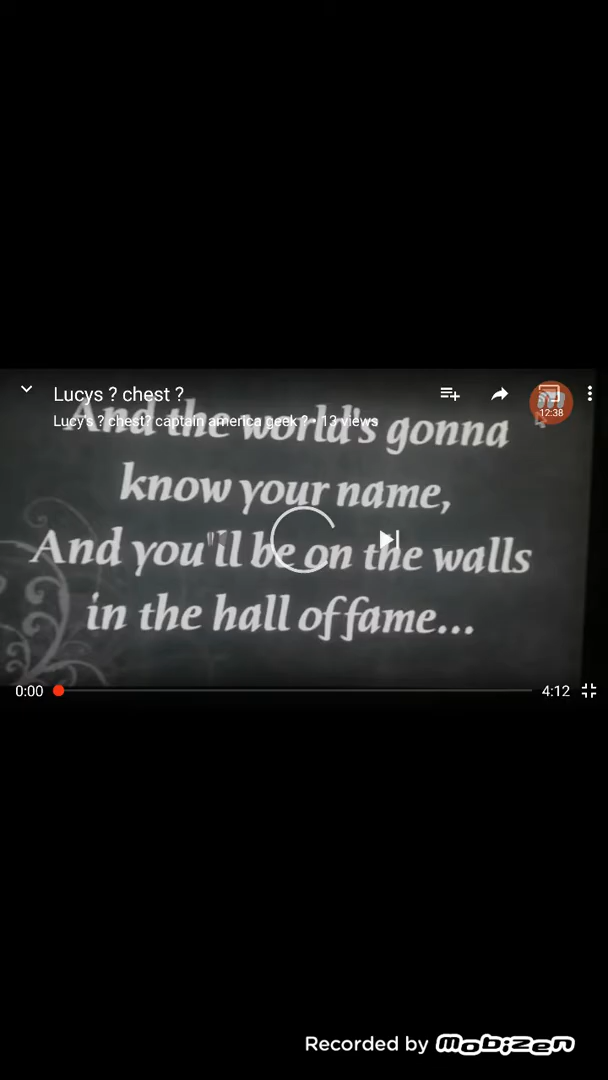 Lucys ? chest ?
Lucy's ? chest? captain america geek ? • 13 views
12:38
And the world's gonna
know your name,
And you'll be on the walls
in the hall of fame...
0:00
4:12
Recorded by mobizen